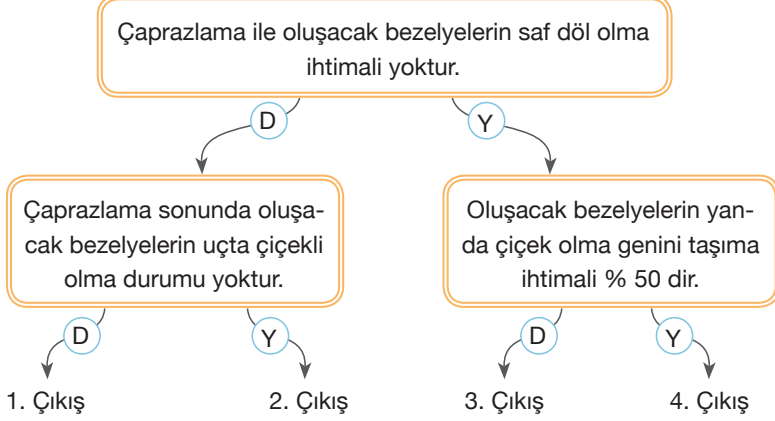 Çaprazlama ile oluşacak bezelyelerin saf döl olma
ihtimali yoktur.
D
Y
Çaprazlama sonunda oluşa-
cak bezelyelerin uçta çiçekli
olma durumu yoktur.
Oluşacak bezelyelerin yan-
da çiçek olma genini taşıma
ihtimali % 50 dir.
D
Y
D
Y
1. Çıkış
2. Çıkış
3. Çıkış
4. Çıkış